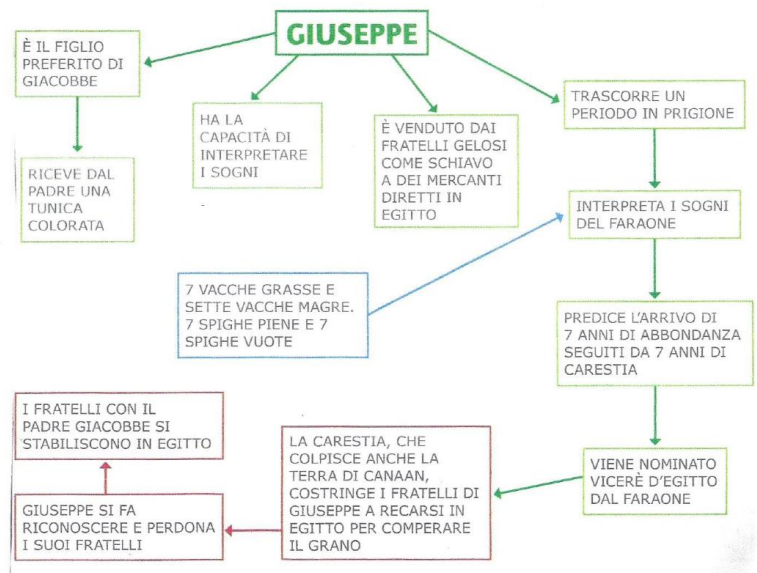 GIUSEPPE
È IL FIGLIO
PREFERITO DI
GIACOBBE
RICEVE DAL
PADRE UNA
TUNICA
COLORATA
HA LA
CAPACITÀ DI
INTERPRETARE
I SOGNI
È VENDUTO DAI
FRATELLI GELOSI
COME SCHIAVO
A DEI MERCANTI
DIRETTI IN
EGITTO
TRASCORRE UN
PERIODO IN PRIGIONE
INTERPRETA I SOGNI
DEL FARAONE
7 VACCHE GRASSE E
SETTE VACCHE MAGRE.
7 SPIGHE PIENE E 7
SPIGHE VUOTE
PREDICE L'ARRIVO DI
7 ANNI DI ABBONDANZA
SEGUITI DA 7 ANNI DI
CARESTIA
VIENE NOMINATO
VICERÈ D'EGITTO
DAL FARAONE
LA CARESTIA, CHE
COLPISCE ANCHE LA
TERRA DI CANAAN,
COSTRINGE I FRATELLI DI
GIUSEPPE A RECARSI IN
EGITTO PER COMPERARE
IL GRANO
GIUSEPPE SI FA
RICONOSCERE E PERDONA
I SUOI FRATELLI
I FRATELLI CON IL
PADRE GIACOBBE SI
STABILISCONO IN EGITTO